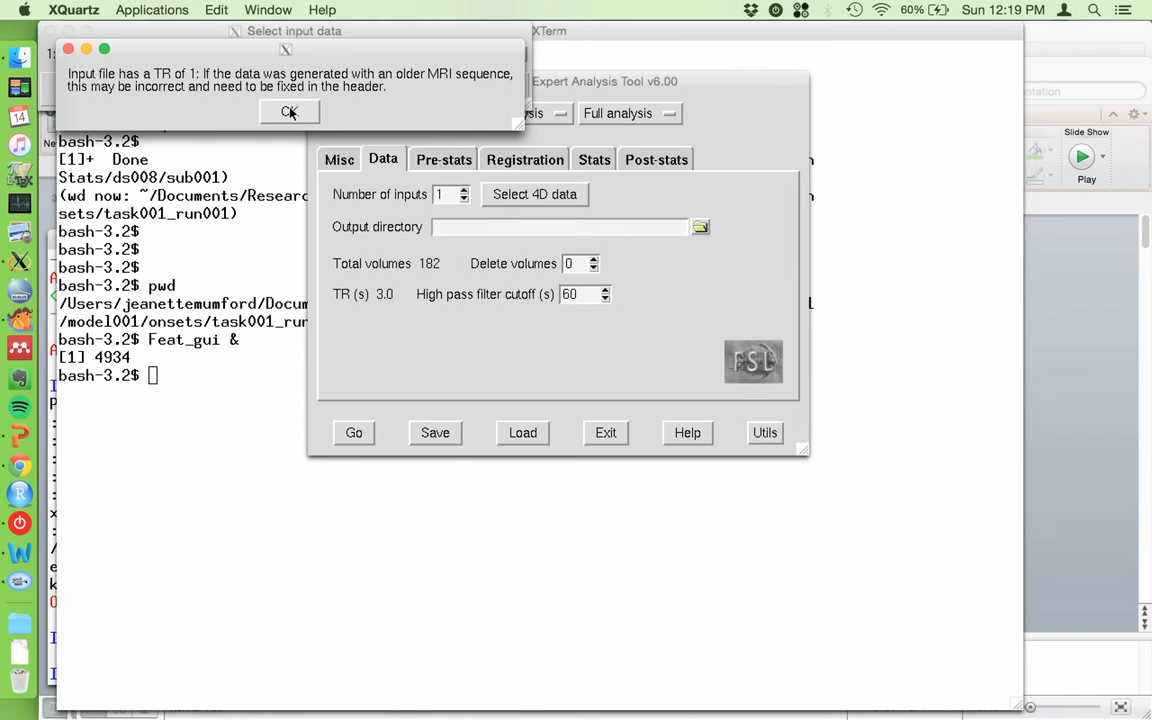 XQuartz Applications Edit Window Help
60% Sun 12:19 PM
Select input data
XTerm
Input file has a TR of 1: If the data was generated with an older MRI sequence,
this may be incorrect and need to be fixed in the header.
OK
Expert Analysis Tool v6.00
Full analysis
Misc Data Pre-stats Registration Stats Post-stats
Number of inputs 1 Select 4D data
Output directory
Total volumes 182 Delete volumes 0
TR (s) 3.0 High pass filter cutoff (s) 60
FSL
Go Save Load Exit Help Utils
bash-3.2$
[1]+ Done
Stats/ds008/sub001)
(wd now: ~/Documents/Researc
sets/task001_run001)
bash-3.2$
bash-3.2$
bash-3.2$
bash-3.2$ pwd
/Users/jeanettemumford/Docum
/model001/onsets/task001_run
bash-3.2$ Feat_gui &
[1] 4934
bash-3.2$
Slide Show
Play
14